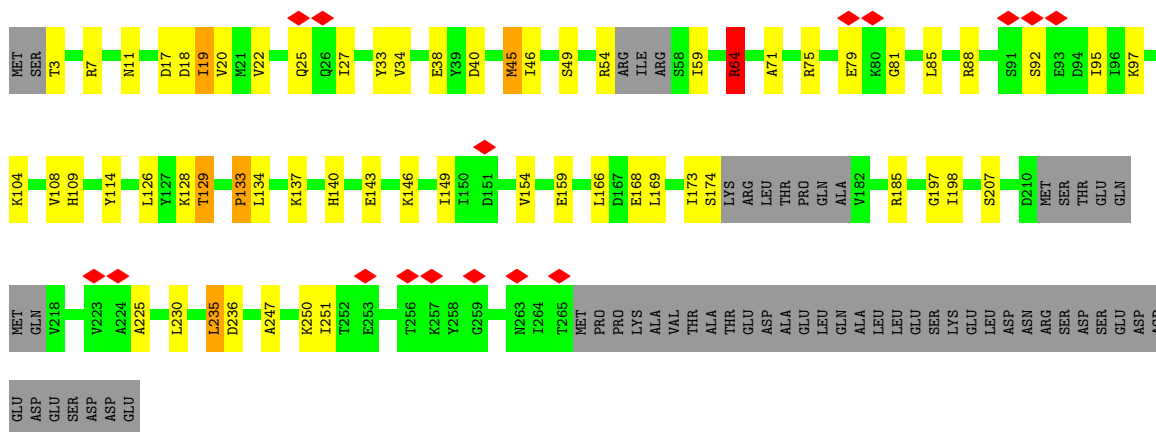 MET SER T3 R7 N11 D17 D18 I19 V20 M21 V22 Q25 Q26 I27 Y33 V34 E38 Y39 D40 M45 I46 S49 R54 ARG ILE ARG S58 I59 R64 A71 R75 E79 K80 G81 L85 R88 S91 S92 E93 D94 I95 I96 K97
K104 V108 H109 Y114 L126 Y127 K128 T129 P133 L134 K137 H140 E143 K146 I149 I150 D151 V154 E159 L166 D167 E168 L169 I173 S174 LYS ARG LEU THR PRO GLN ALA V182 R185 G197 I198 S207 D210 MET SER THR GLU GLN
MET GLN V218 V223 A224 A225 L230 L235 D236 A247 K250 I251 T252 E253 T256 K257 Y258 G259 N263 I264 T265 MET PRO PRO LYS ALA VAL THR ALA THR GLU ASP ALA GLU LEU GLN ALA LEU LEU GLU SER LYS GLU LEU ASP ASN ARG SER ASP SER GLU ASP ASP
GLU ASP GLU SER ASP ASP GLU